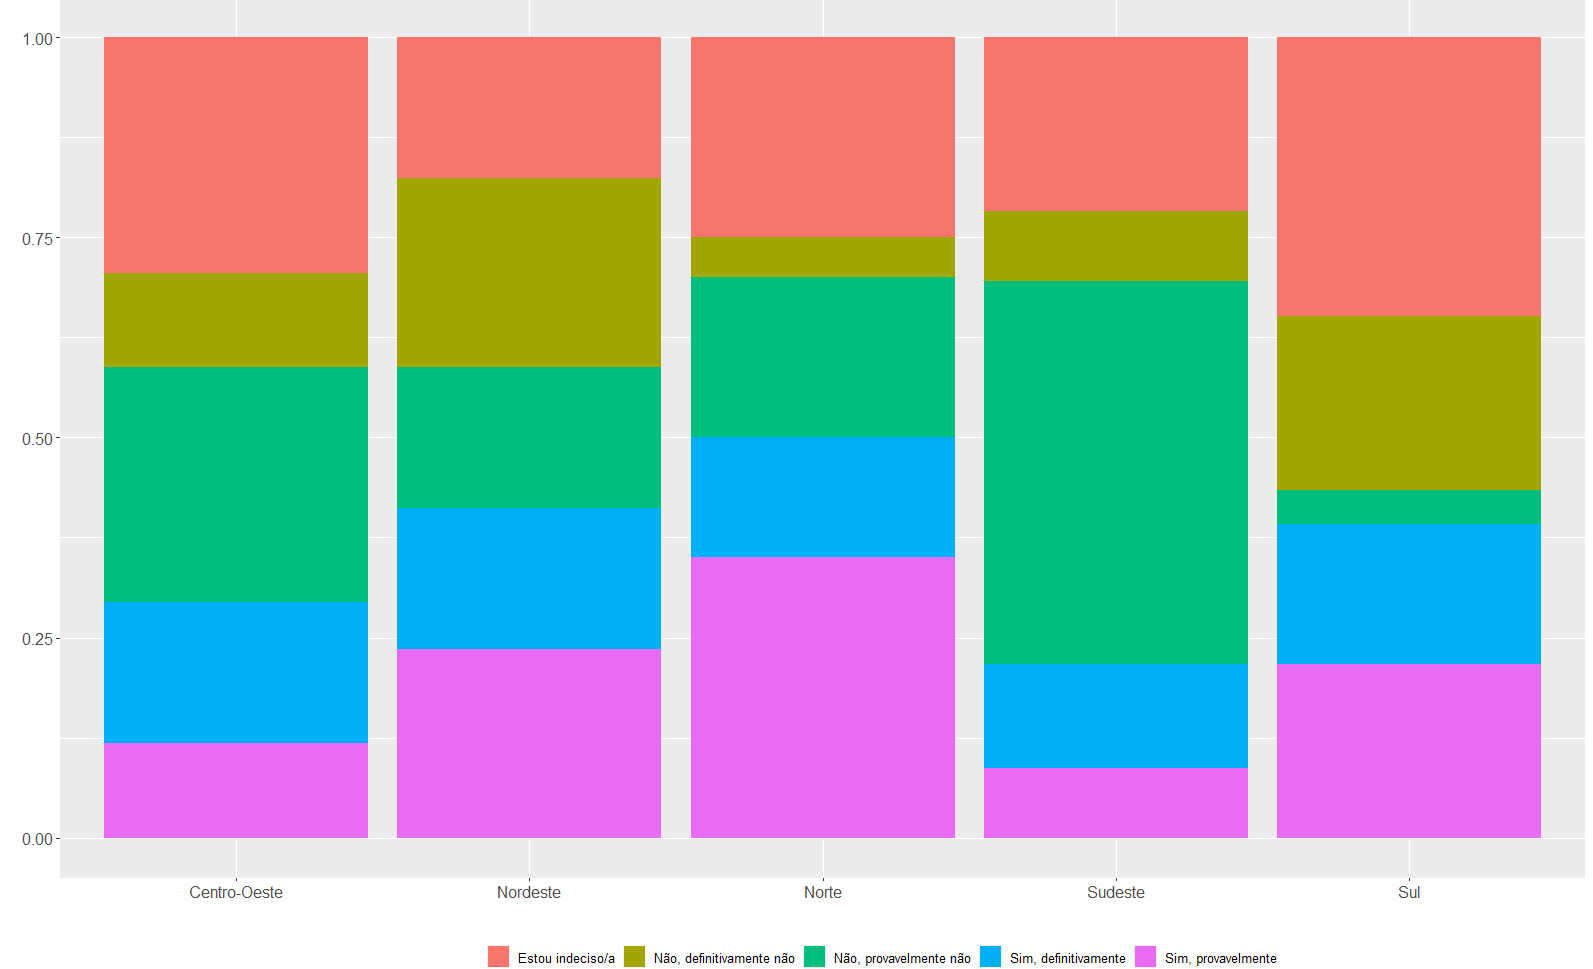 1.00
0.75
0.50
0.25
0.00
Centro-Oeste Nordeste Norte Sudeste Sul
Estou indeciso/a Não, definitivamente não Não, provavelmente não Sim, definitivamente Sim, provavelmente